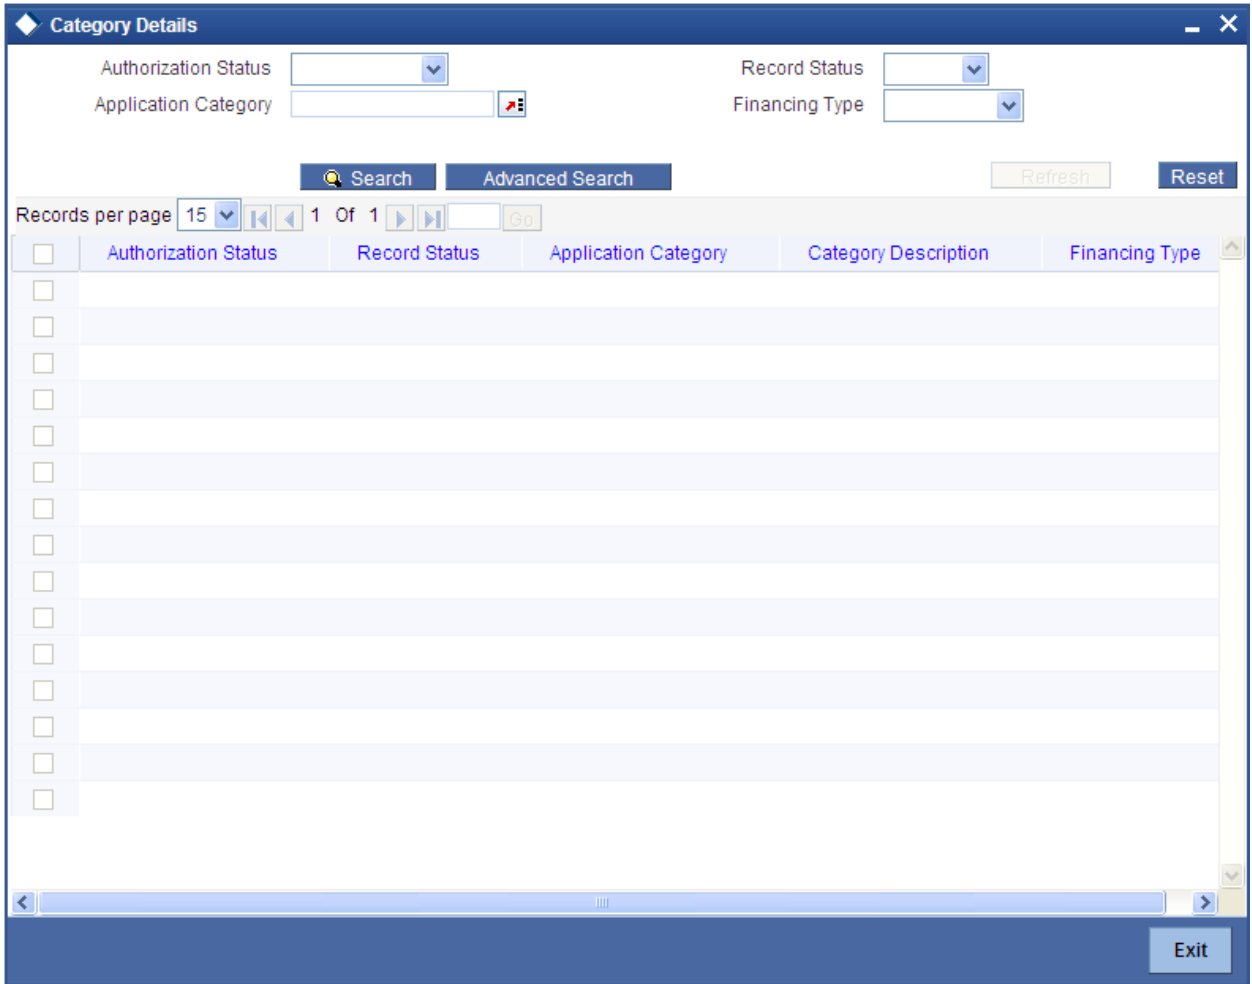 Category Details
Authorization Status Record Status
Application Category Financing Type
Search Advanced Search Refresh Reset
Records per page 15 1 Of 1 Go
Authorization Status Record Status Application Category Category Description Financing Type
Exit